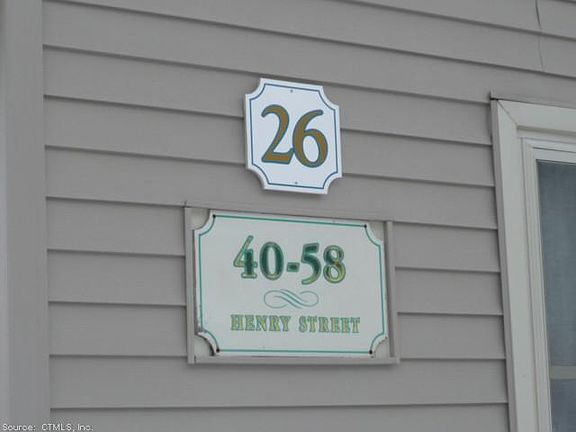 26
40-58
HENRY STREET
Source: CTMLS, Inc.